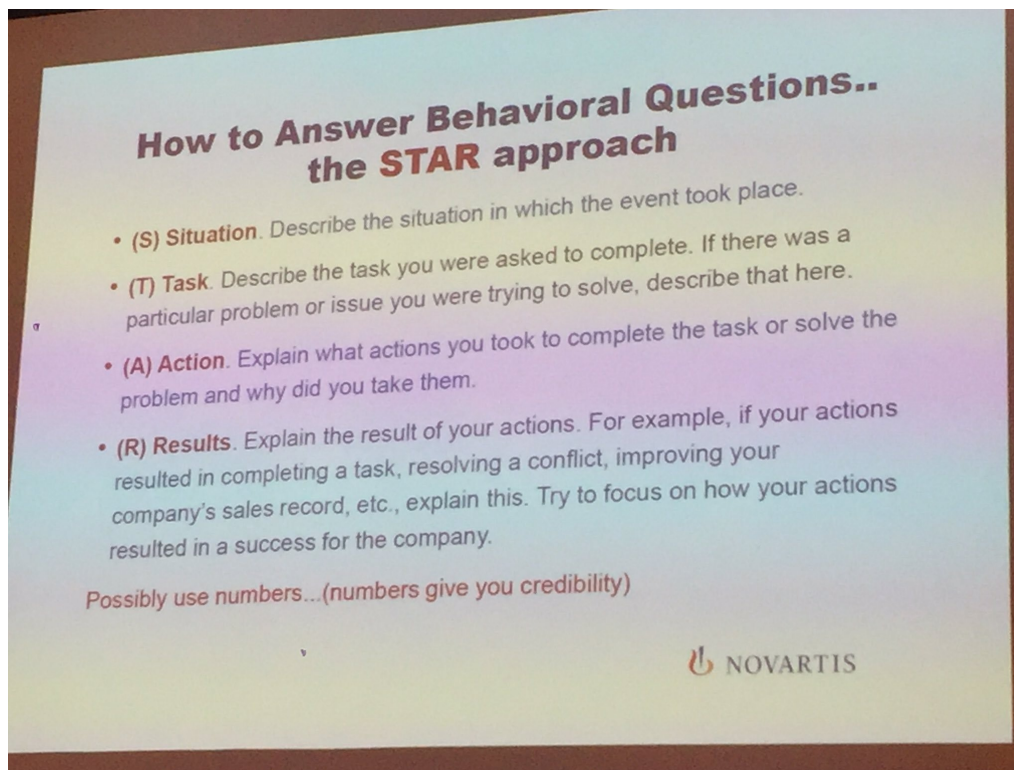 How to Answer Behavioral Questions..
the STAR approach
• (S) Situation. Describe the situation in which the event took place.
• (T) Task. Describe the task you were asked to complete. If there was a
particular problem or issue you were trying to solve, describe that here.
• (A) Action. Explain what actions you took to complete the task or solve the
problem and why did you take them.
• (R) Results. Explain the result of your actions. For example, if your actions
resulted in completing a task, resolving a conflict, improving your
company's sales record, etc., explain this. Try to focus on how your actions
resulted in a success for the company.
Possibly use numbers...(numbers give you credibility)
NOVARTIS